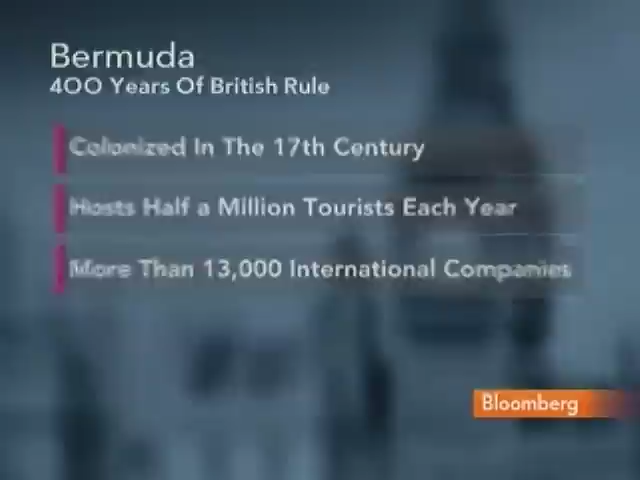 Bermuda
400 Years Of British Rule
Colonized In The 17th Century
Hosts Half a Million Tourists Each Year
More Than 13,000 International Companies
Bloomberg